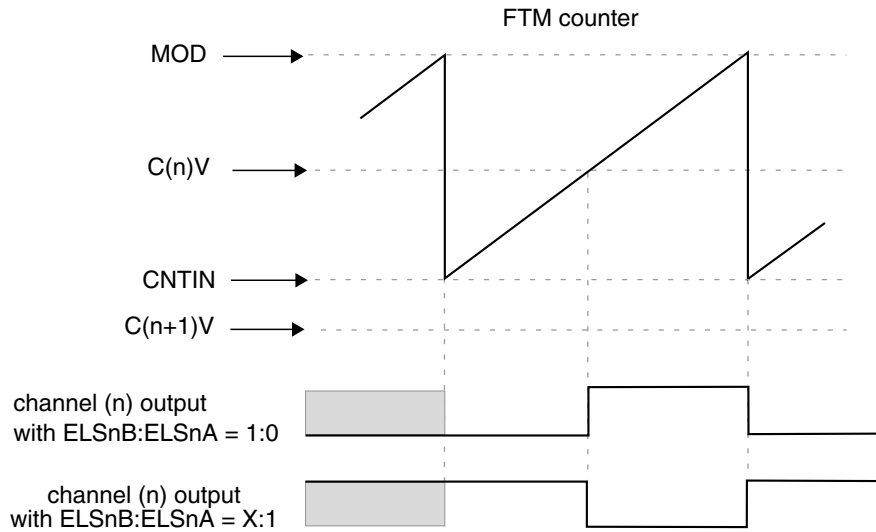 FTM counter
MOD
C(n)V
CNTIN
C(n+1)V
channel (n) output
with ELSnB:ELSnA = 1:0
channel (n) output
with ELSnB:ELSnA = X:1